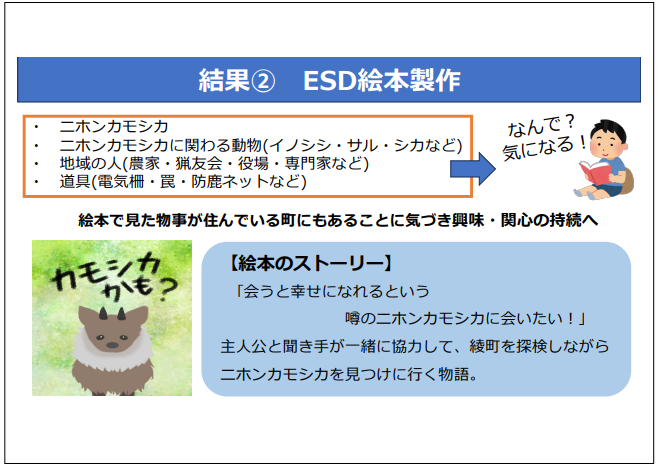 結果②　ESD絵本製作
・　ニホンカモシカ
・　ニホンカモシカに関わる動物(イノシシ・サル・シカなど)
・　地域の人(農家・猟友会・役場・専門家など)
・　道具(電気柵・罠・防鹿ネットなど)
なんで？
気になる！
絵本で見た物事が住んでいる町にもあることに気づき興味・関心の持続へ
カモシカ
かも？
【絵本のストーリー】
「会うと幸せになれるという
噂のニホンカモシカに会いたい！」
主人公と聞き手が一緒に協力して、綾町を探検しながら
ニホンカモシカを見つけに行く物語。